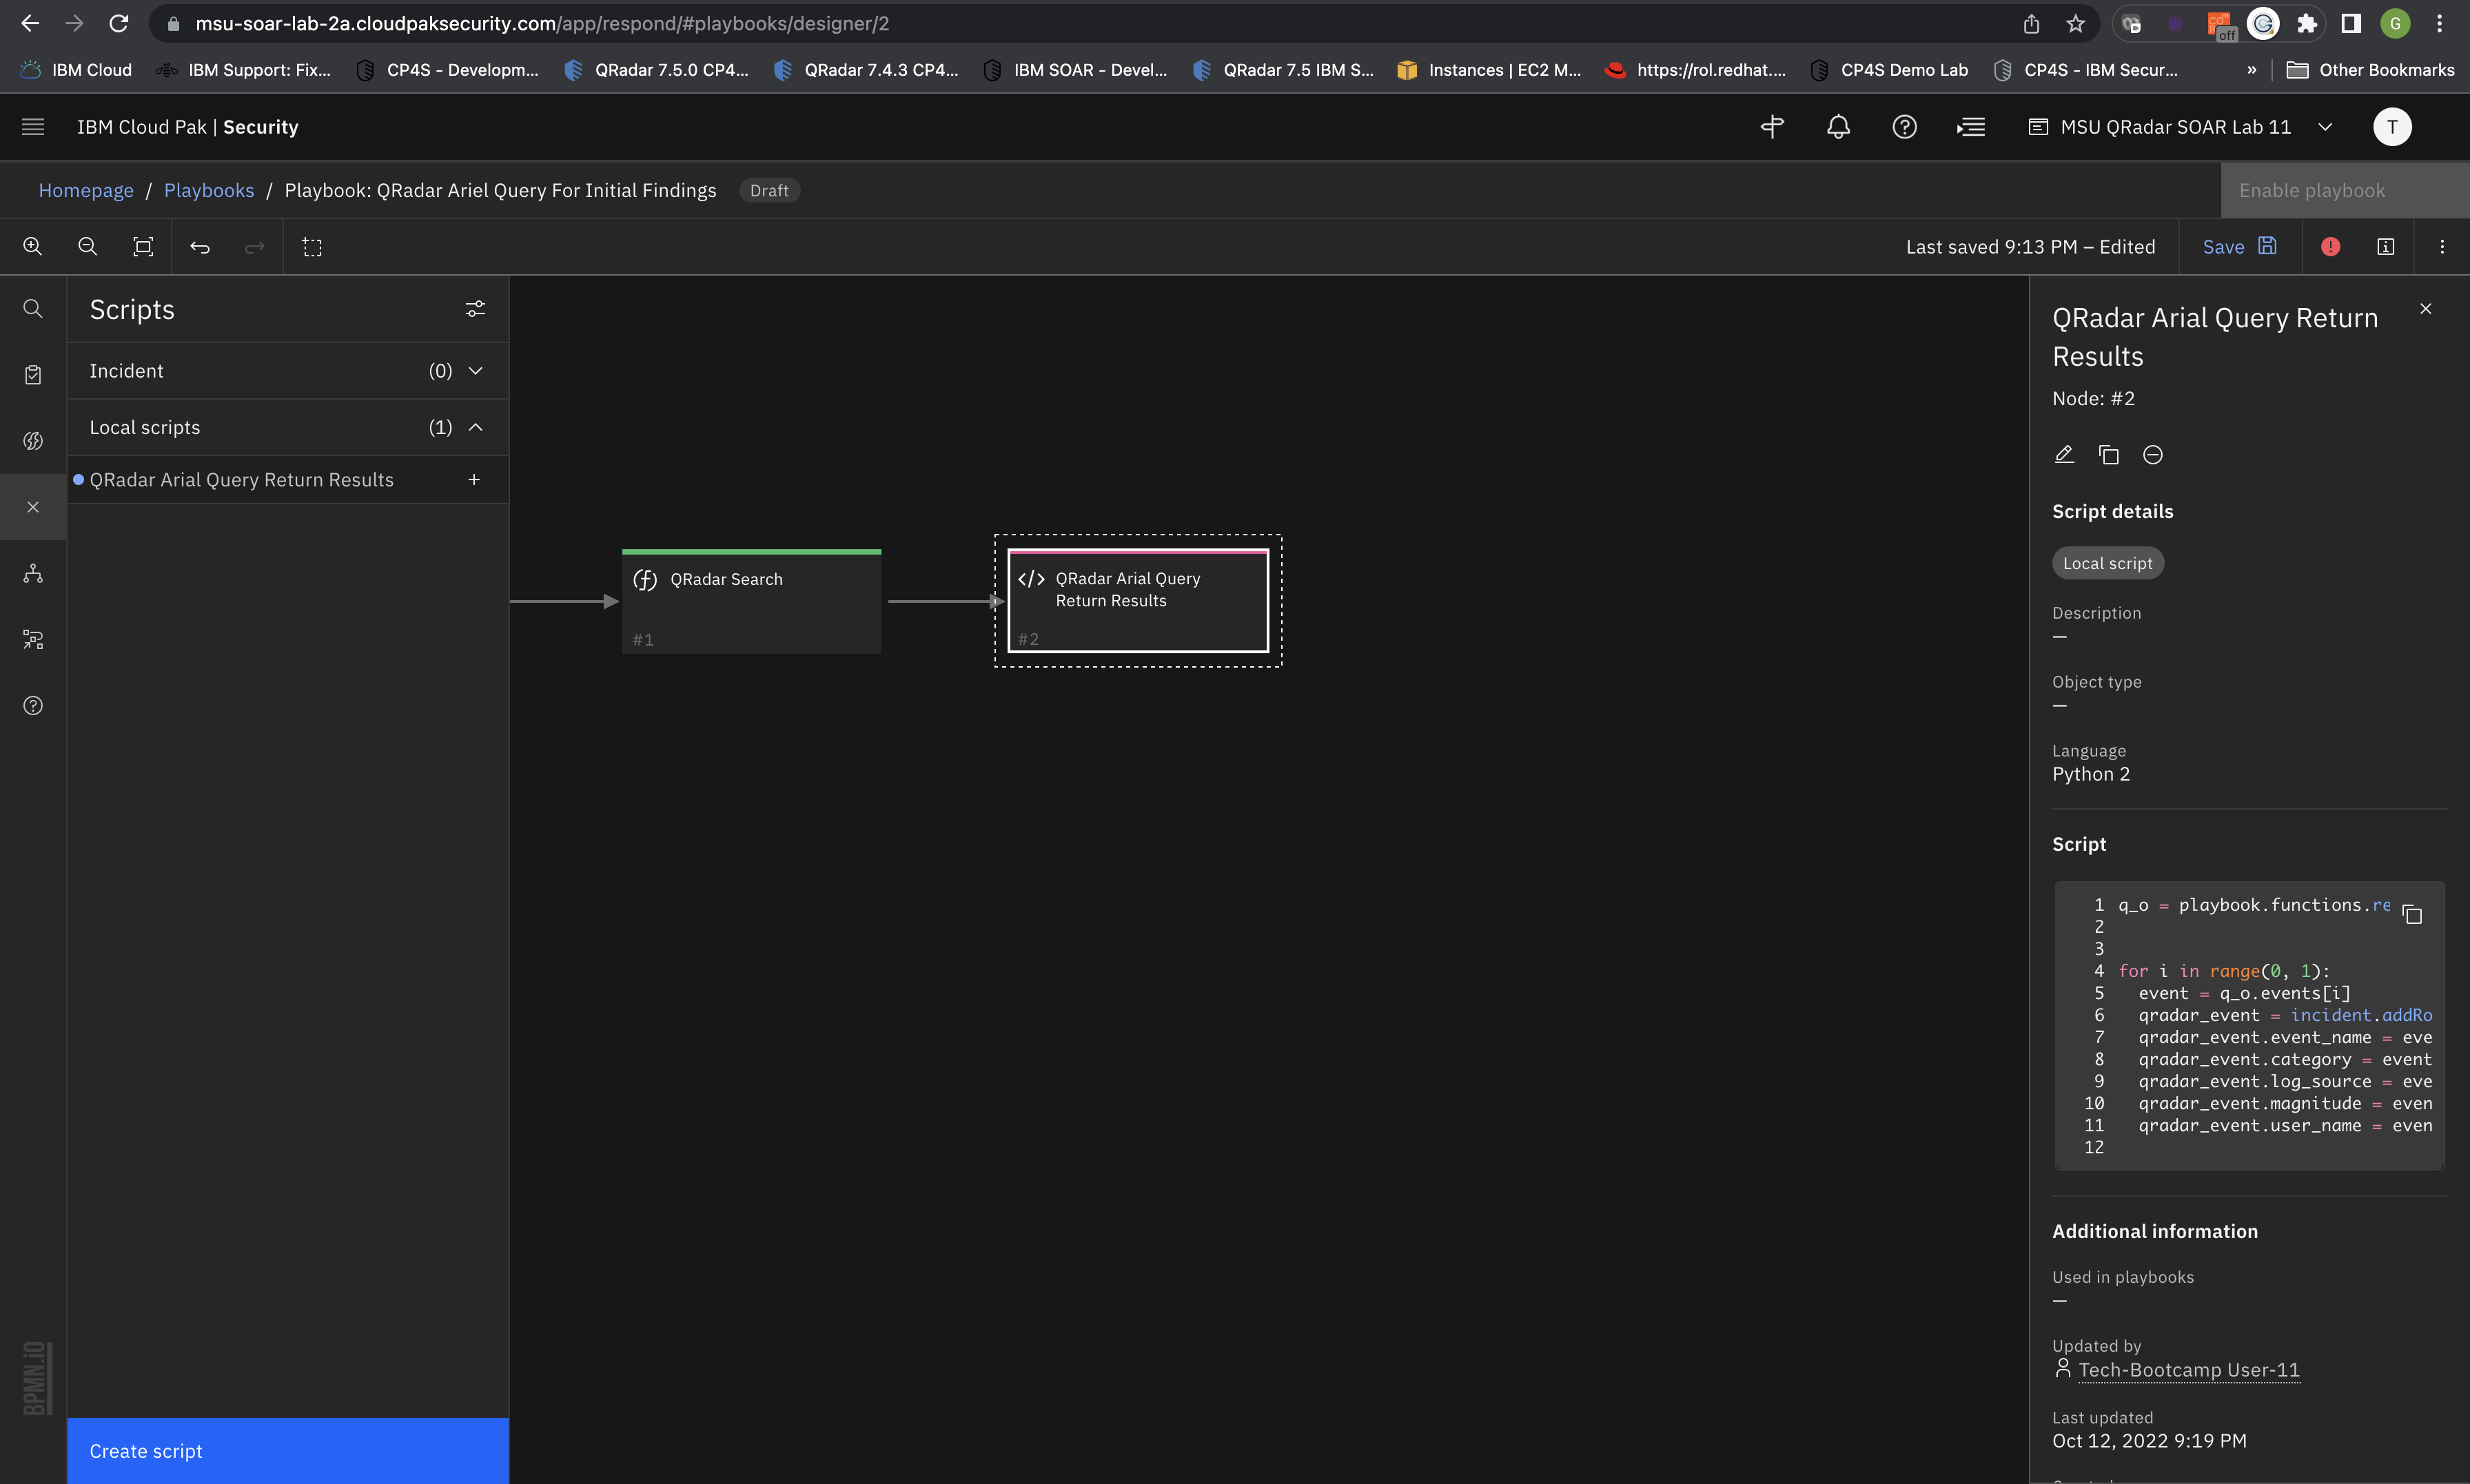 msu-soar-lab-2a.cloudpaksecurity.com/app/respond/#playbooks/designer/2
off
G
IBM Cloud
IBM Support: Fix...
CP4S - Developm...
QRadar 7.5.0 CP4...
QRadar 7.4.3 CP4...
IBM SOAR - Devel...
QRadar 7.5 IBM S...
Instances | EC2 M...
https://rol.redhat....
CP4S Demo Lab
CP4S - IBM Secur...
»
Other Bookmarks
IBM Cloud Pak | Security
MSU QRadar SOAR Lab 11
T
Homepage / Playbooks / Playbook: QRadar Ariel Query For Initial Findings
Draft
Enable playbook
Last saved 9:13 PM – Edited
Save
Scripts
Incident (0)
Local scripts (1)
QRadar Arial Query Return Results +
QRadar Search
#1
QRadar Arial Query
Return Results
#2
QRadar Arial Query Return
Results
Node: #2
Script details
Local script
Description
—
Object type
—
Language
Python 2
Script
1 q_o = playbook.functions.re
2
3
4 for i in range(0, 1):
5 event = q_o.events[i]
6 qradar_event = incident.addRo
7 qradar_event.event_name = eve
8 qradar_event.category = event
9 qradar_event.log_source = eve
10 qradar_event.magnitude = even
11 qradar_event.user_name = even
12
Additional information
Used in playbooks
—
Updated by
Tech-Bootcamp User-11
Last updated
Oct 12, 2022 9:19 PM
BPMN.iO
Create script